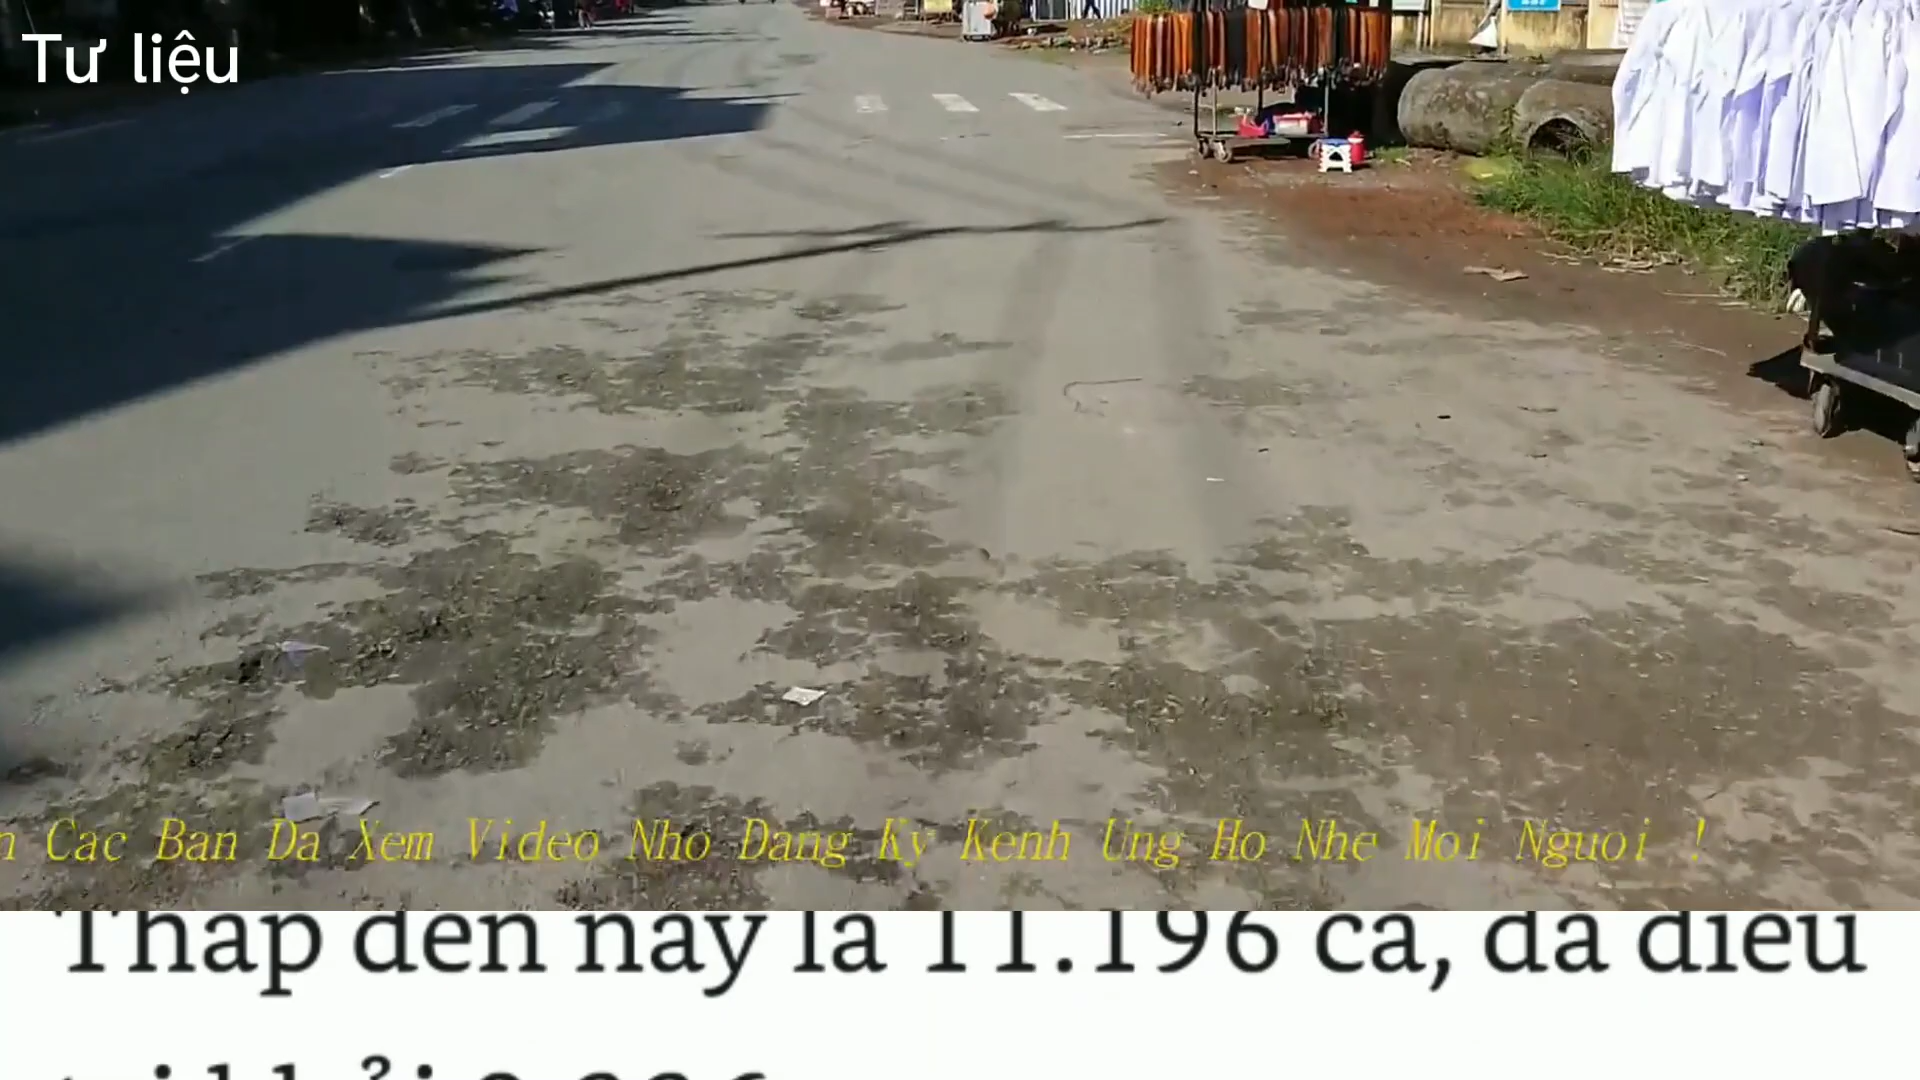 Tư liệu
Cac Ban Da Xem Video Nho Dang Ky Kenh Ung Ho Nhe Moi Nguoi !
Tháp đến nay là 11.196 ca, đã điều